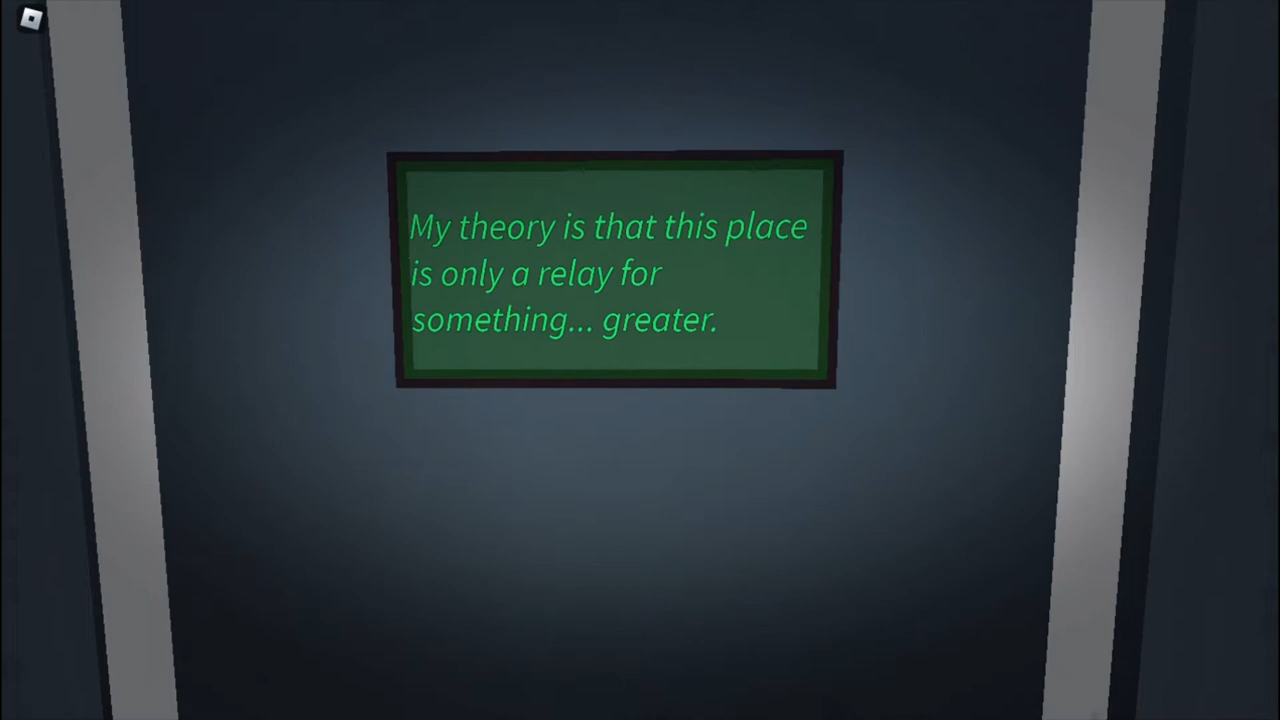 My theory is that this place
is only a relay for
something... greater.